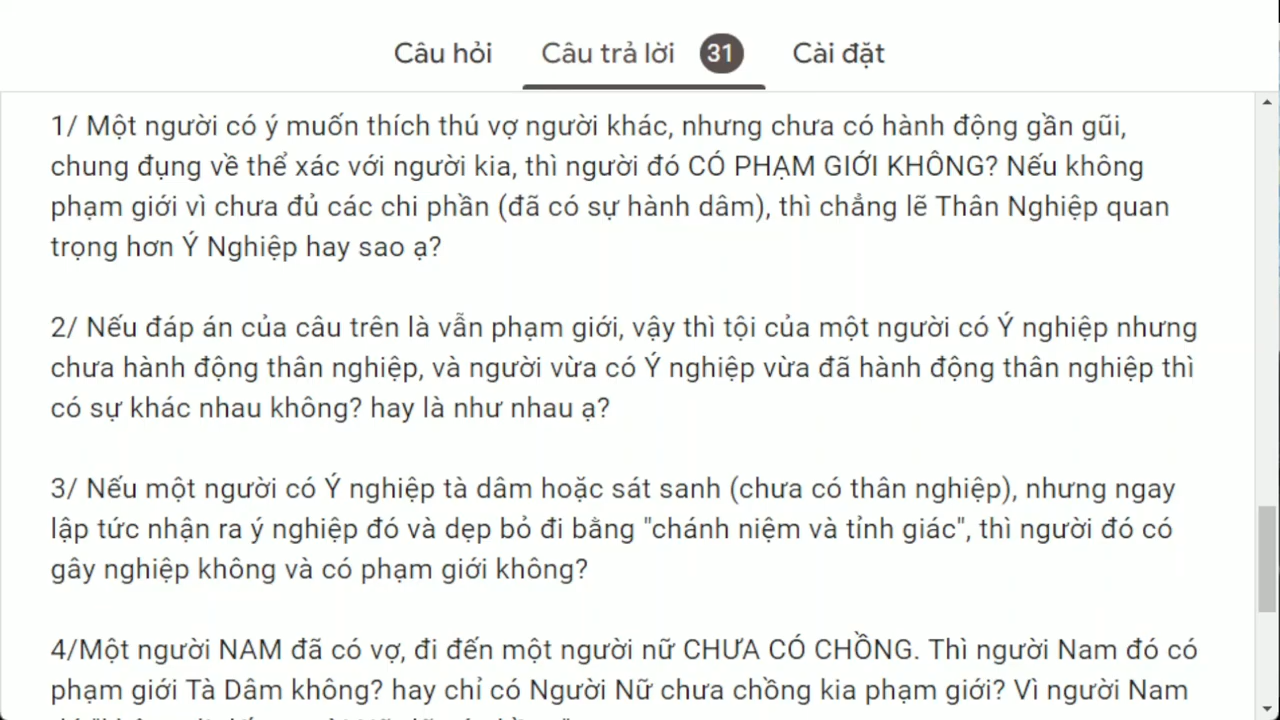 Câu hỏi
Câu trả lời 31
Cài đặt
1/ Một người có ý muốn thích thú vợ người khác, nhưng chưa có hành động gần gũi,
chung đụng về thể xác với người kia, thì người đó CÓ PHẠM GIỚI KHÔNG? Nếu không
phạm giới vì chưa đủ các chi phần (đã có sự hành dâm), thì chẳng lẽ Thân Nghiệp quan
trọng hơn Ý Nghiệp hay sao ạ?
2/ Nếu đáp án của câu trên là vẫn phạm giới, vậy thì tội của một người có Ý nghiệp nhưng
chưa hành động thân nghiệp, và người vừa có Ý nghiệp vừa đã hành động thân nghiệp thì
có sự khác nhau không? hay là như nhau ạ?
3/ Nếu một người có Ý nghiệp tà dâm hoặc sát sanh (chưa có thân nghiệp), nhưng ngay
lập tức nhận ra ý nghiệp đó và dẹp bỏ đi bằng "chánh niệm và tỉnh giác", thì người đó có
gây nghiệp không và có phạm giới không?
4/Một người NAM đã có vợ, đi đến một người nữ CHƯA CÓ CHỒNG. Thì người Nam đó có
phạm giới Tà Dâm không? hay chỉ có Người Nữ chưa chồng kia phạm giới? Vì người Nam